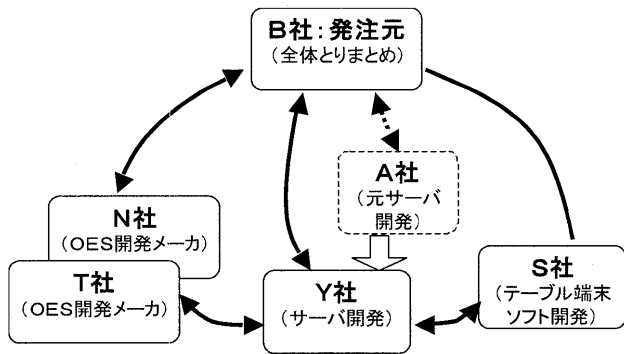 B社:発注元
(全体とりまとめ)
A社
(元サーバ
開発)
N社
(OES開発メーカ)
T社
(OES開発メーカ)
Y社
(サーバ開発)
S社
(テーブル端末
ソフト開発)